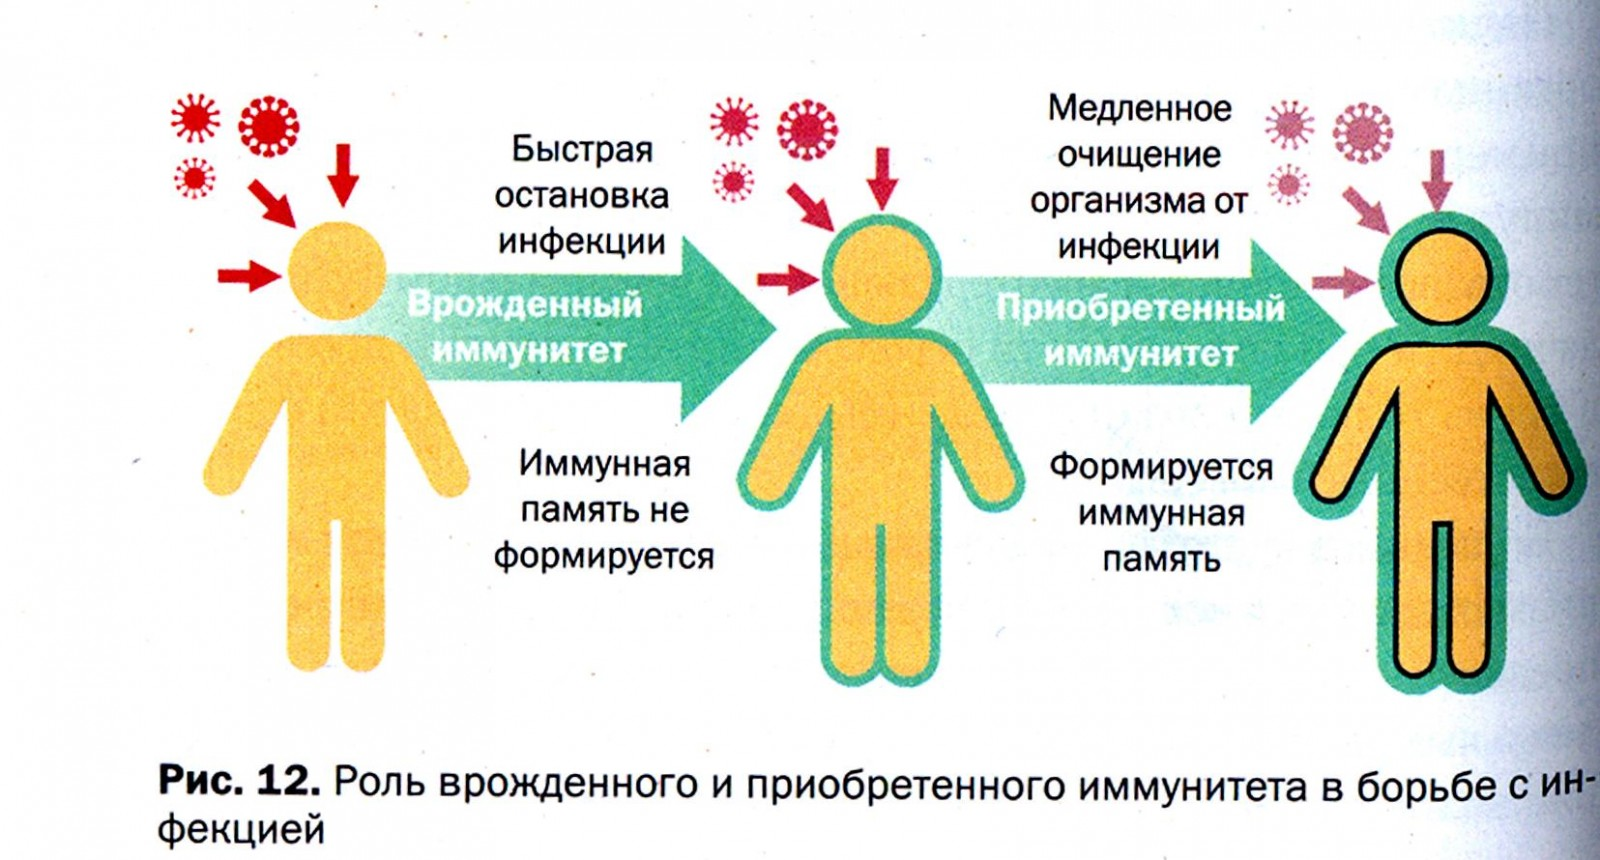 Быстрая
остановка
инфекции
Врожденный
иммунитет
Иммунная
память не
формируется
Медленное
очищение
организма от
инфекции
Приобретенный
иммунитет
Формируется
иммунная
память
Рис. 12. Роль врожденного и приобретенного иммунитета в борьбе с ин-
фекцией